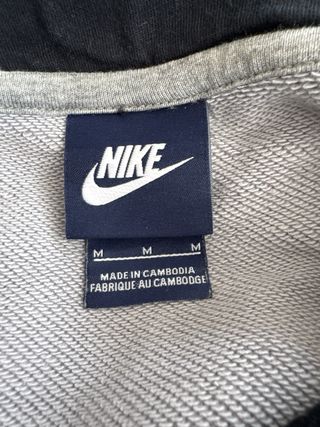 NIKE
M M M
MADE IN CAMBODIA
FABRIQUE AU CAMBODGE